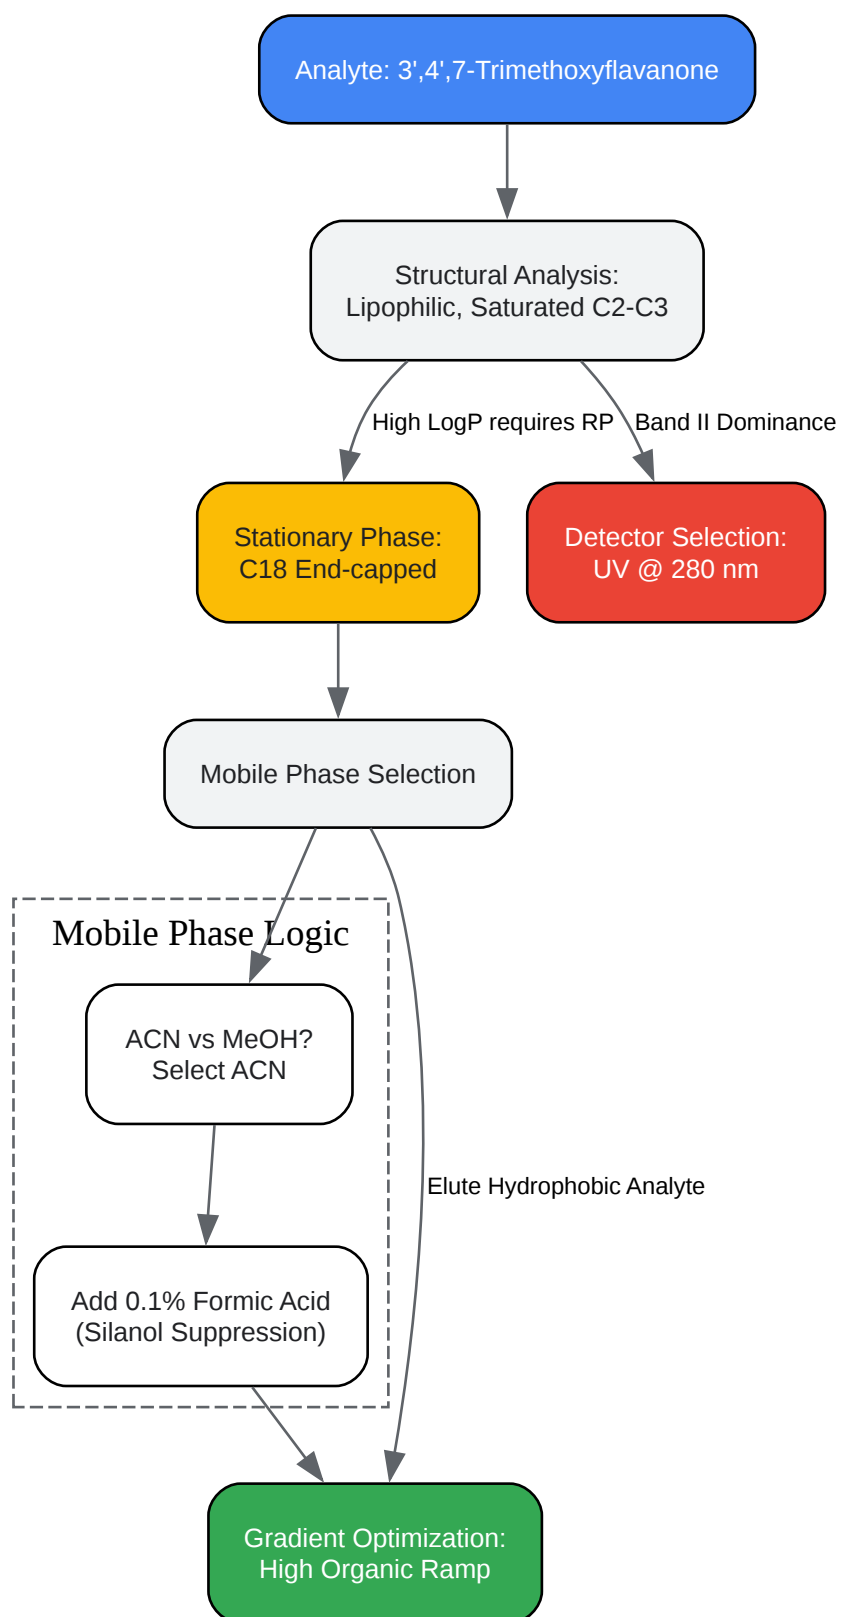 Analyte: 3',4',7-Trimethoxyflavanone
Structural Analysis:
Lipophilic, Saturated C2-C3
High LogP requires RP
Band II Dominance
Stationary Phase:
C18 End-capped
Detector Selection:
UV @ 280 nm
Mobile Phase Selection
Mobile Phase Logic
ACN vs MeOH?
Select ACN
Elute Hydrophobic Analyte
Add 0.1% Formic Acid
(Silanol Suppression)
Gradient Optimization:
High Organic Ramp